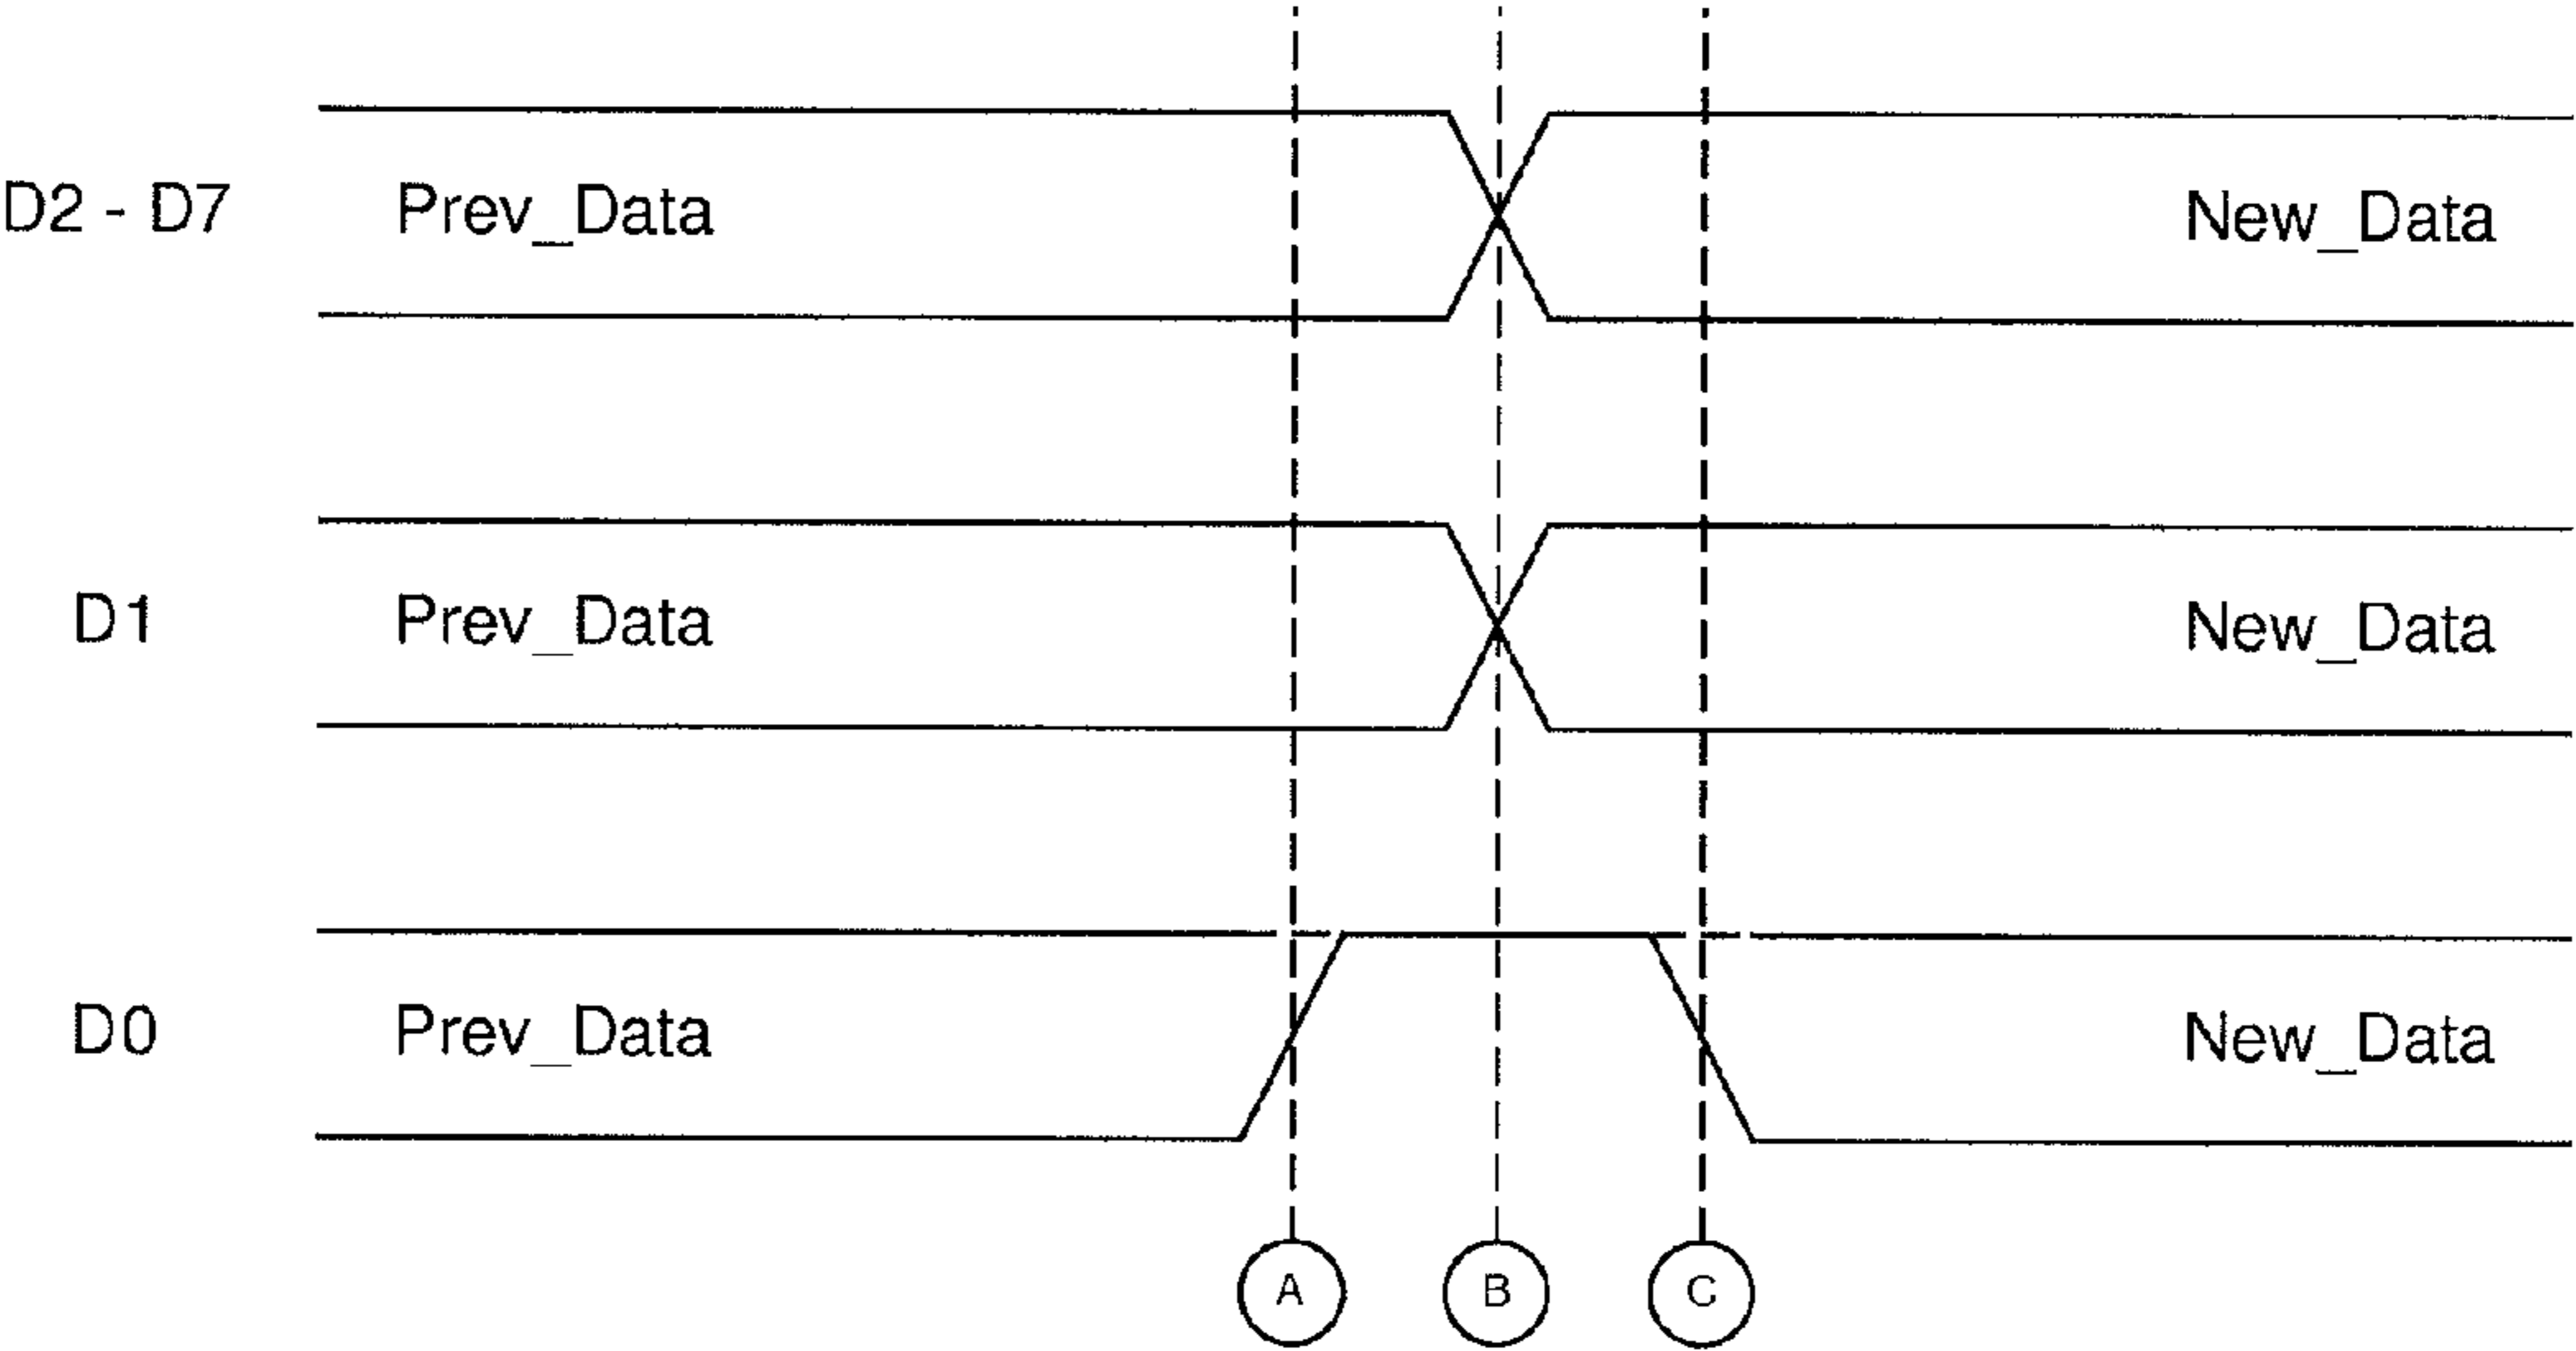 D2 - D7 Prev_Data New_Data
D1 Prev_Data New_Data
D0 Prev_Data New_Data
A B C